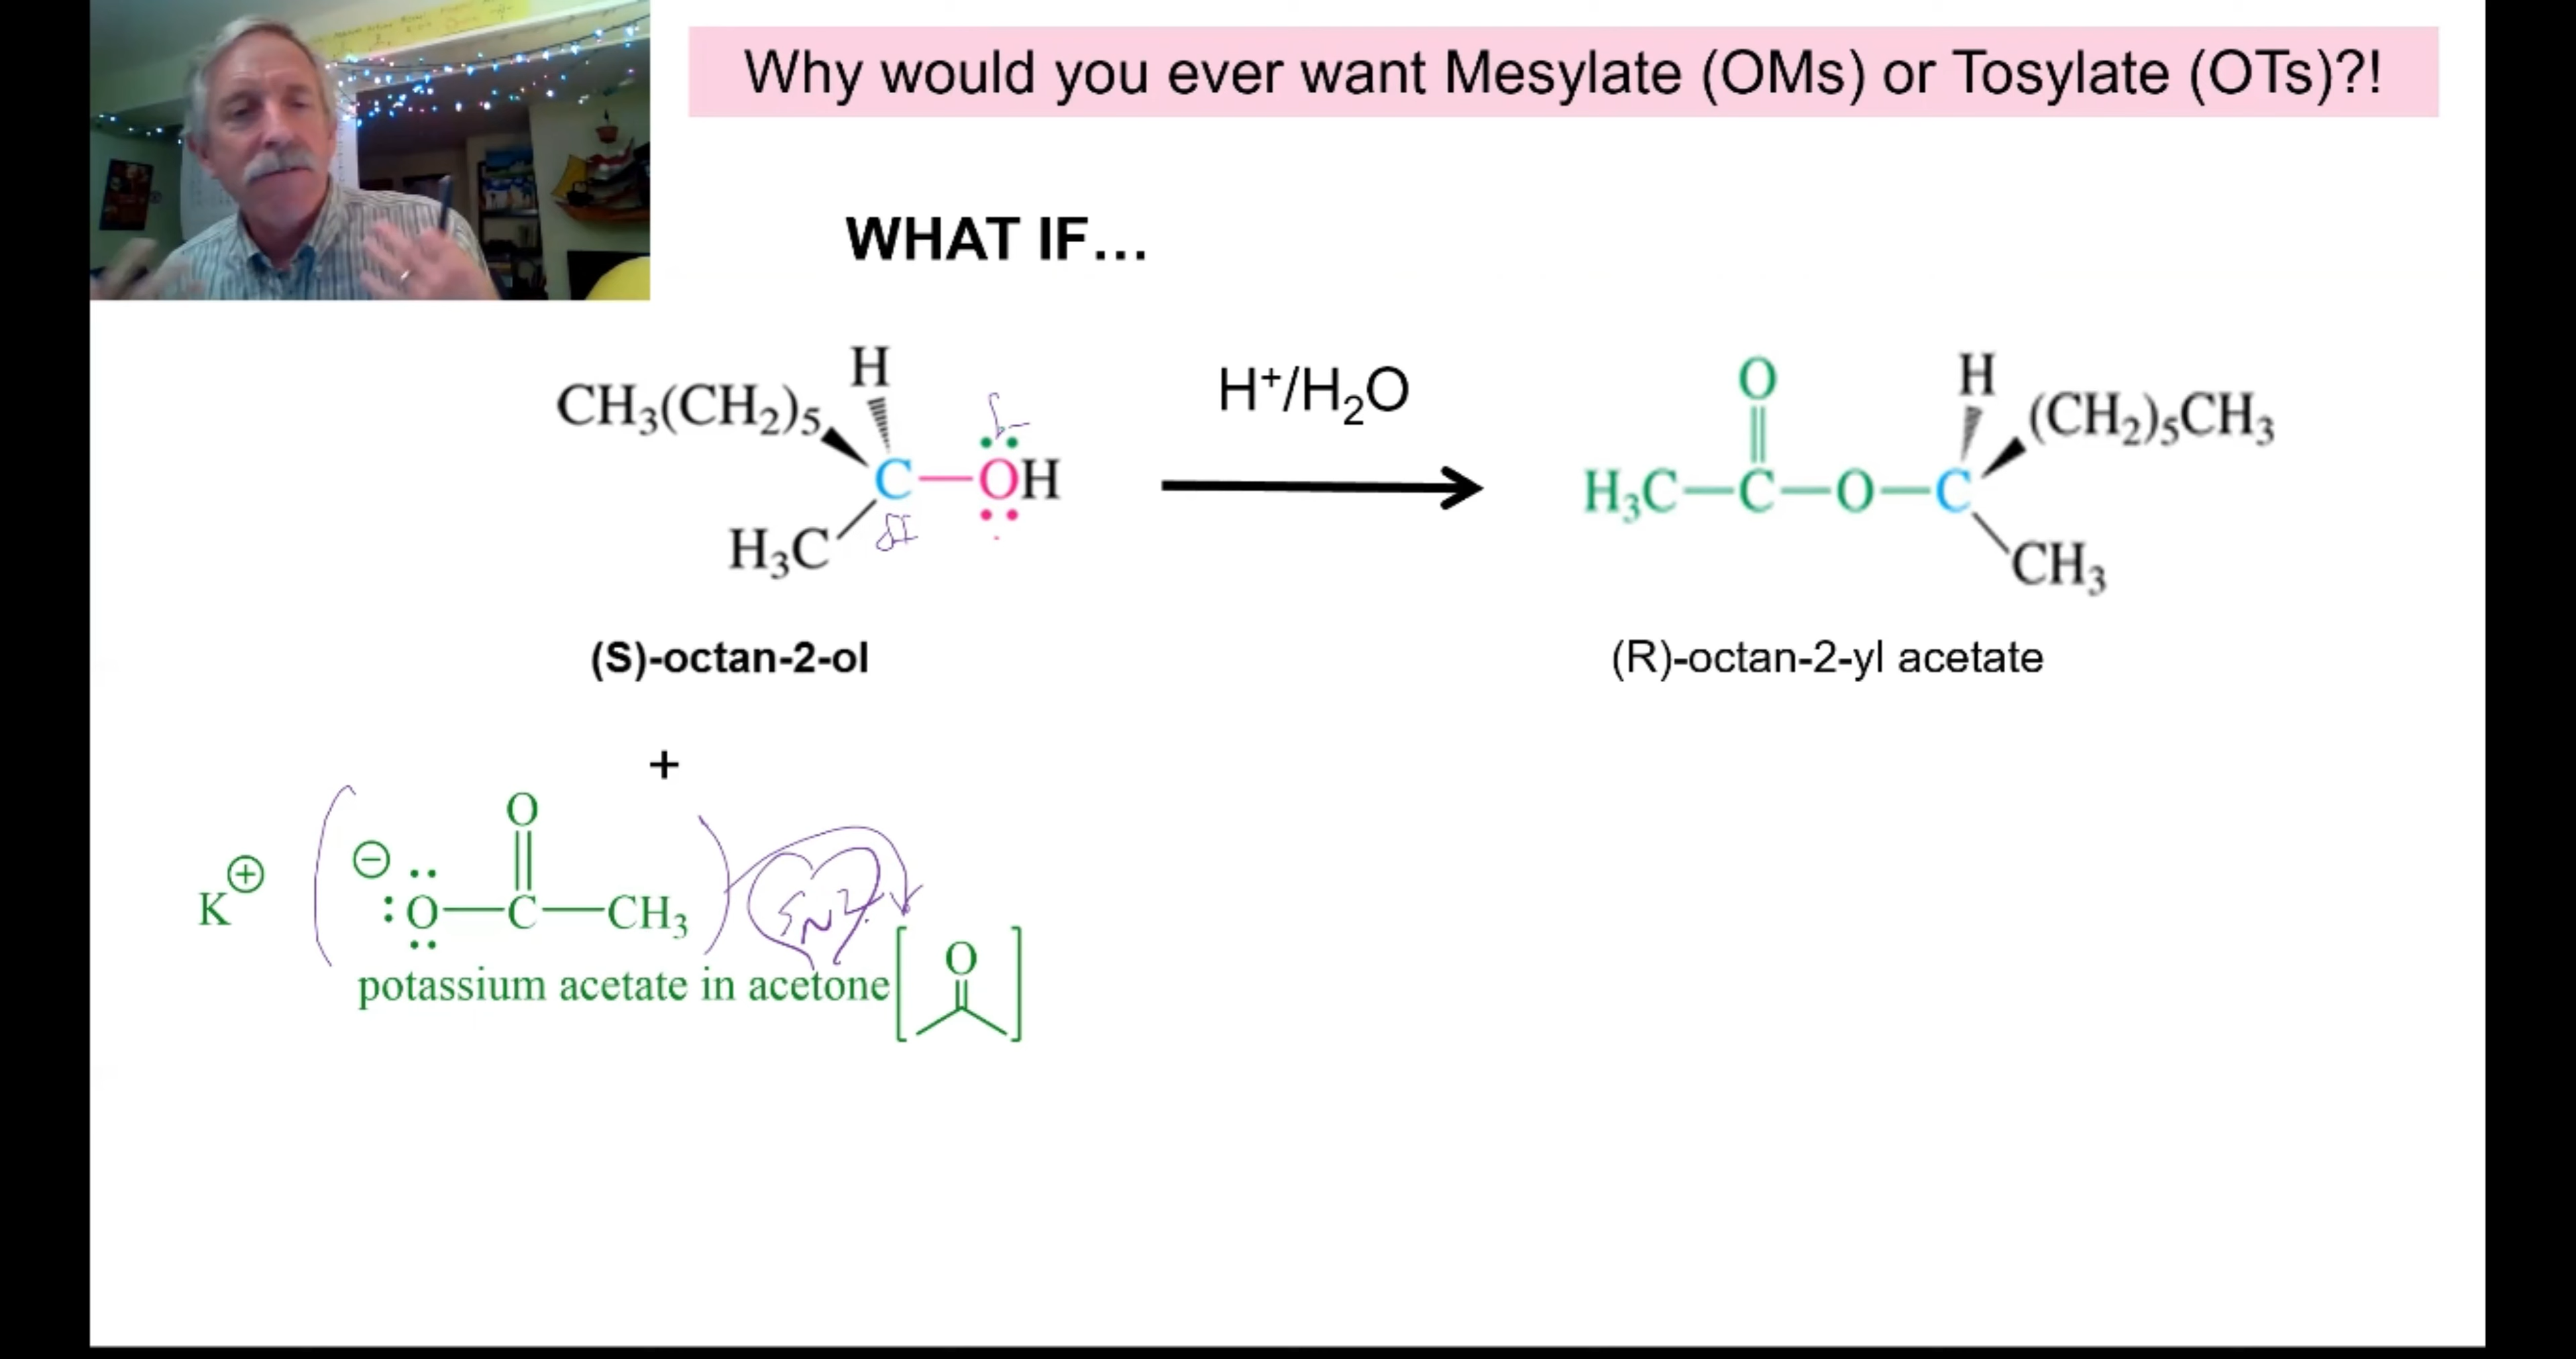 Why would you ever want Mesylate (OMs) or Tosylate (OTs)?!
WHAT IF...
H
CH₃(CH₂)₅
C—OH
H₃C
δ-
δ+
(S)-octan-2-ol
H⁺/H₂O
O
H
(CH₂)₅CH₃
H₃C—C—O—C
CH₃
(R)-octan-2-yl acetate
+
O
K⊕ ( ⊖ :O—C—CH₃ )
SN2
potassium acetate in acetone
[ O ]